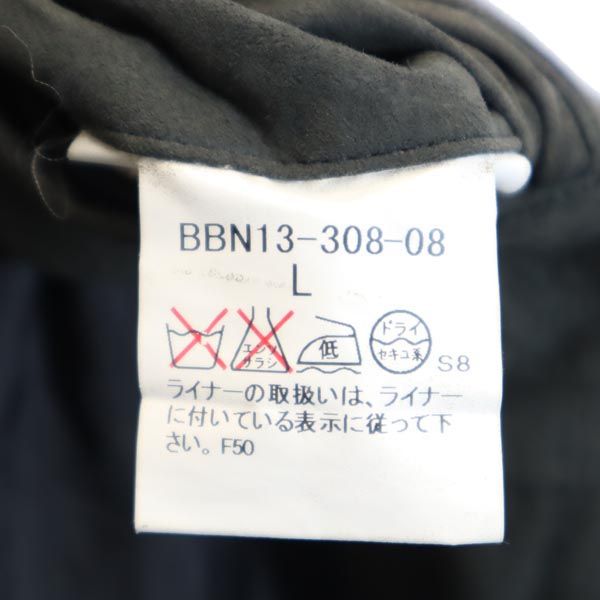 BBN13-308-08
L
エンソ
サラシ
低
ドライ
セキユ系
S8
ライナーの取扱いは、ライナー
に付いている表示に従って下
さい。F50